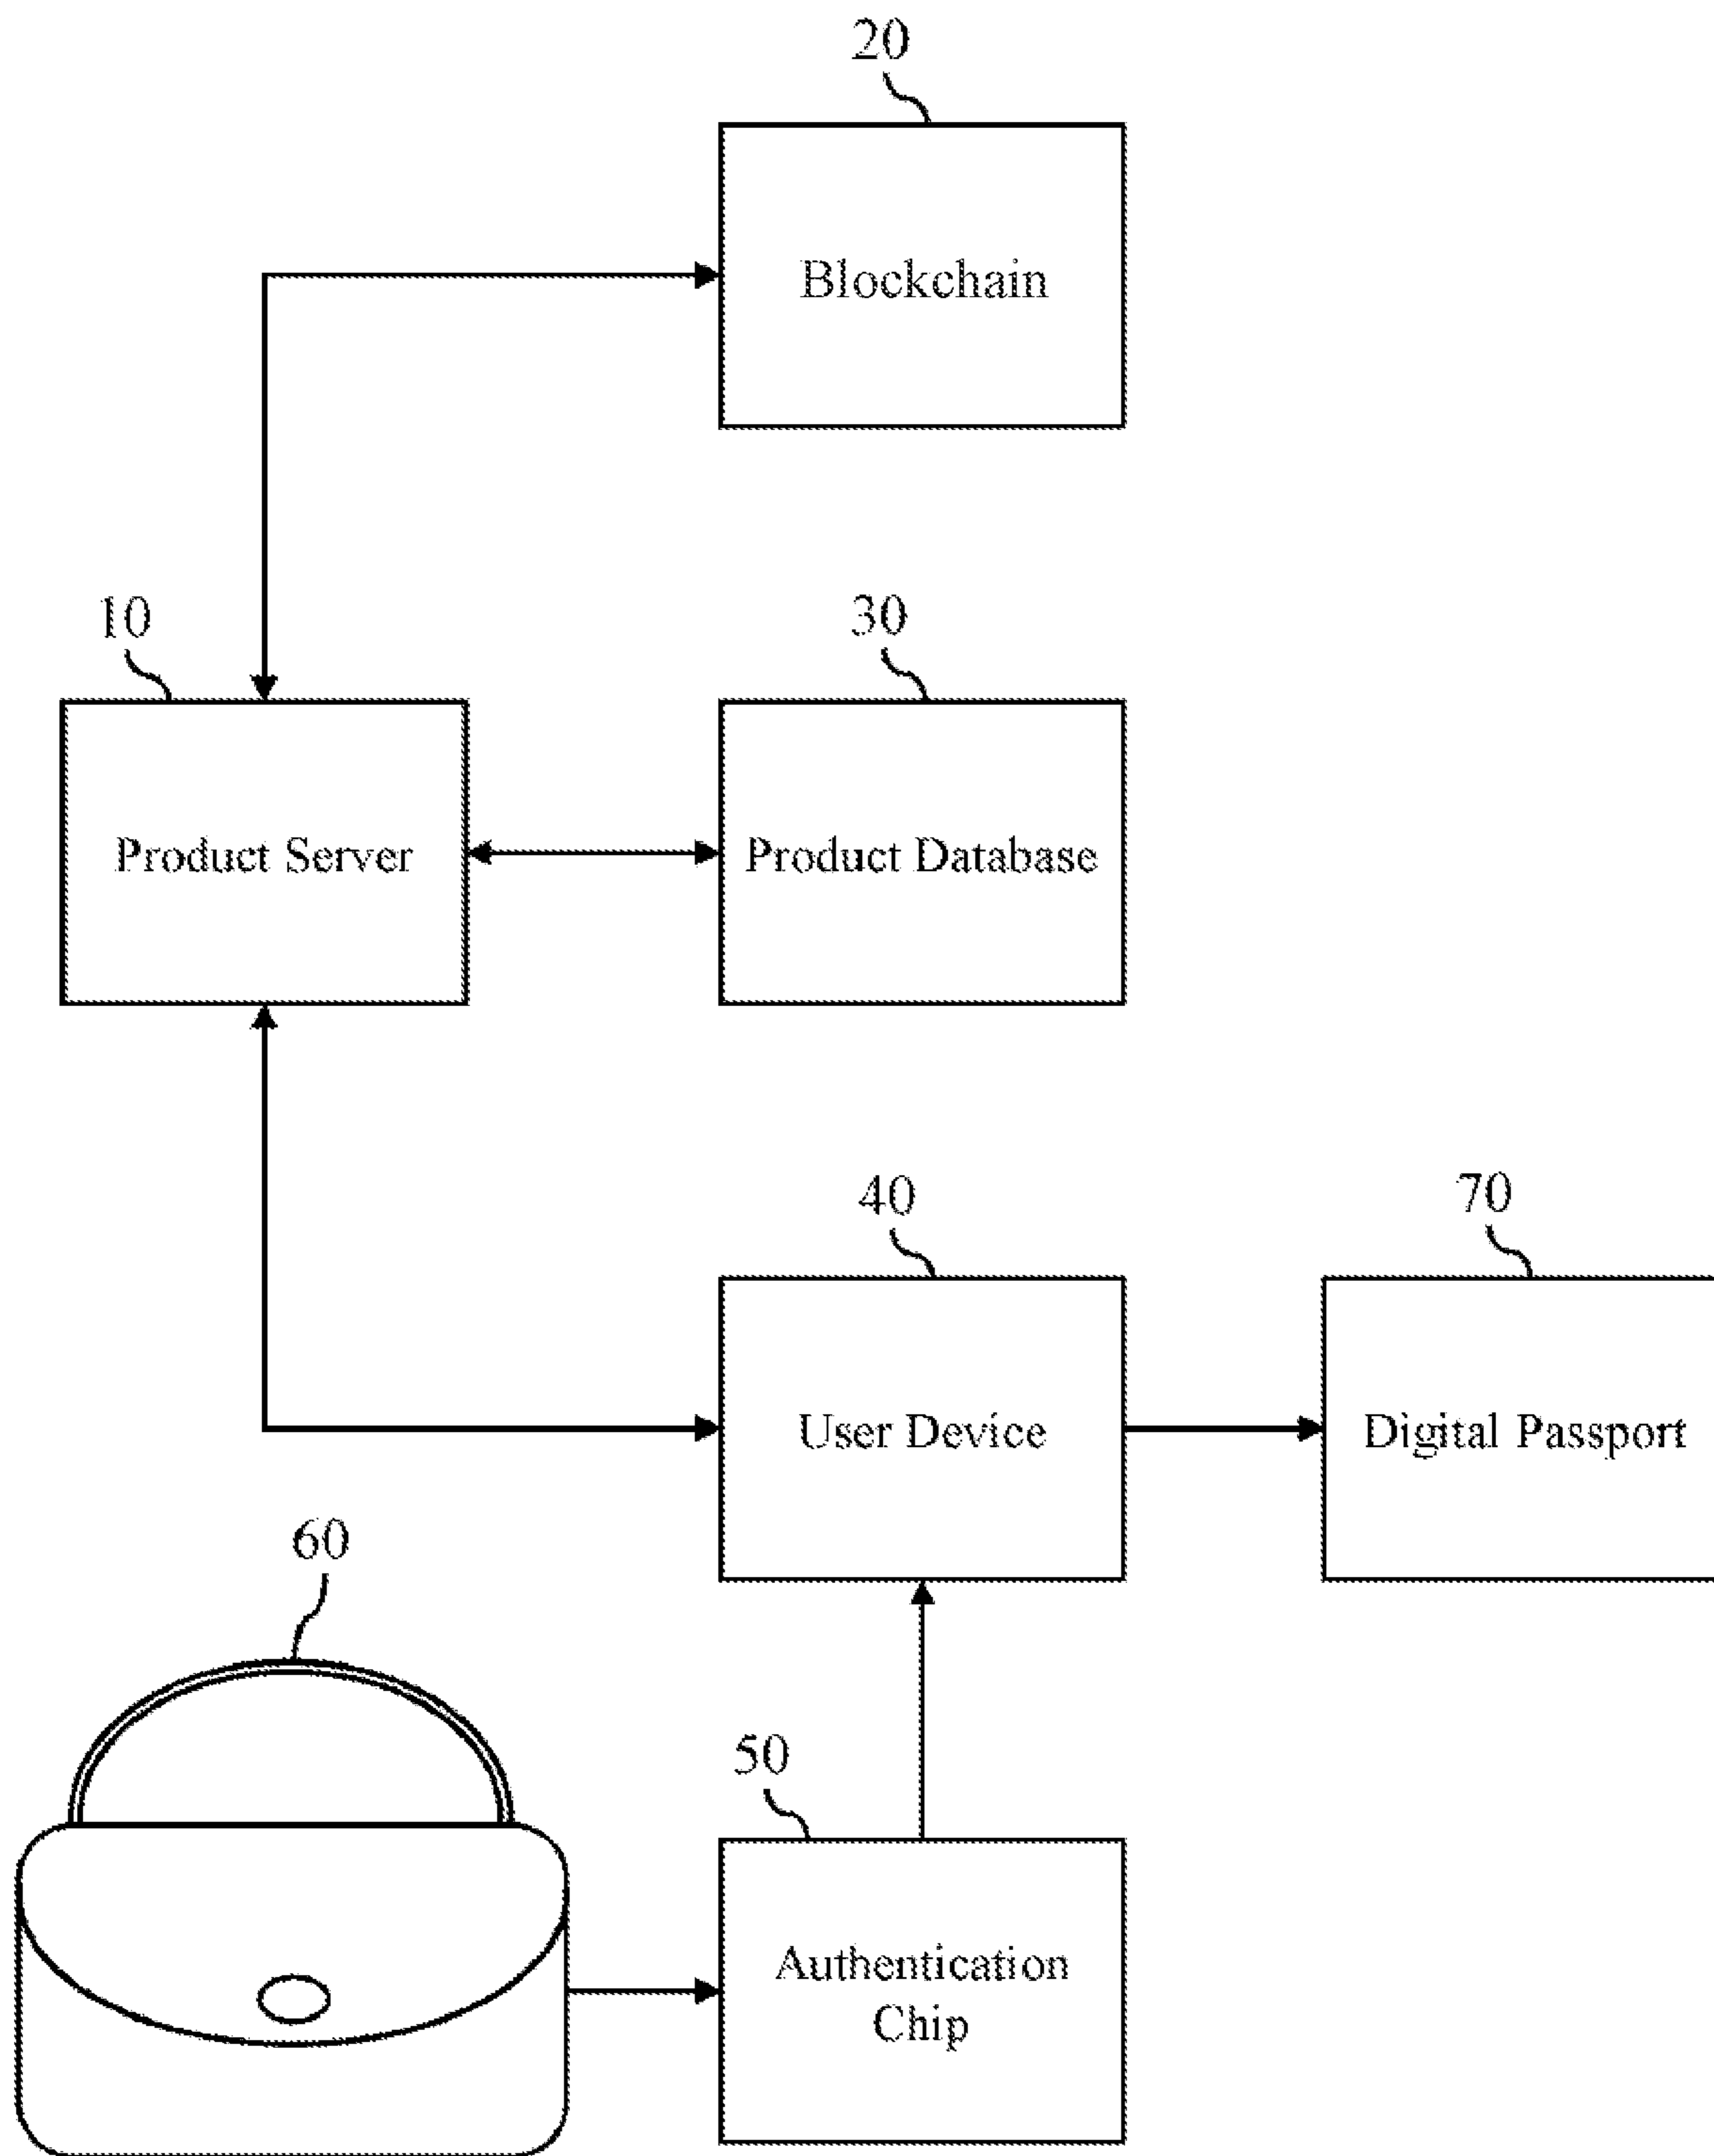 20
Blockchain
10
30
Product Server
Product Database
40
70
User Device
Digital Passport
60
50
Authentication
Chip